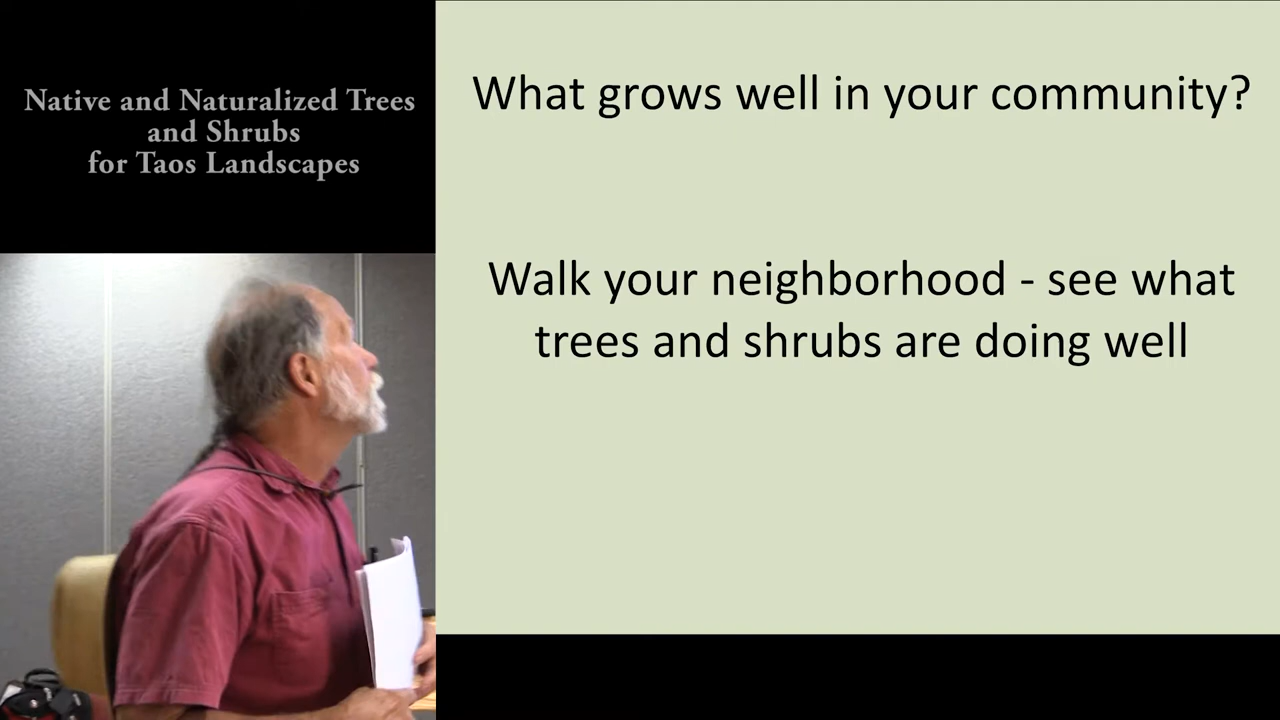 Native and Naturalized Trees
and Shrubs
for Taos Landscapes
What grows well in your community?
Walk your neighborhood - see what
trees and shrubs are doing well